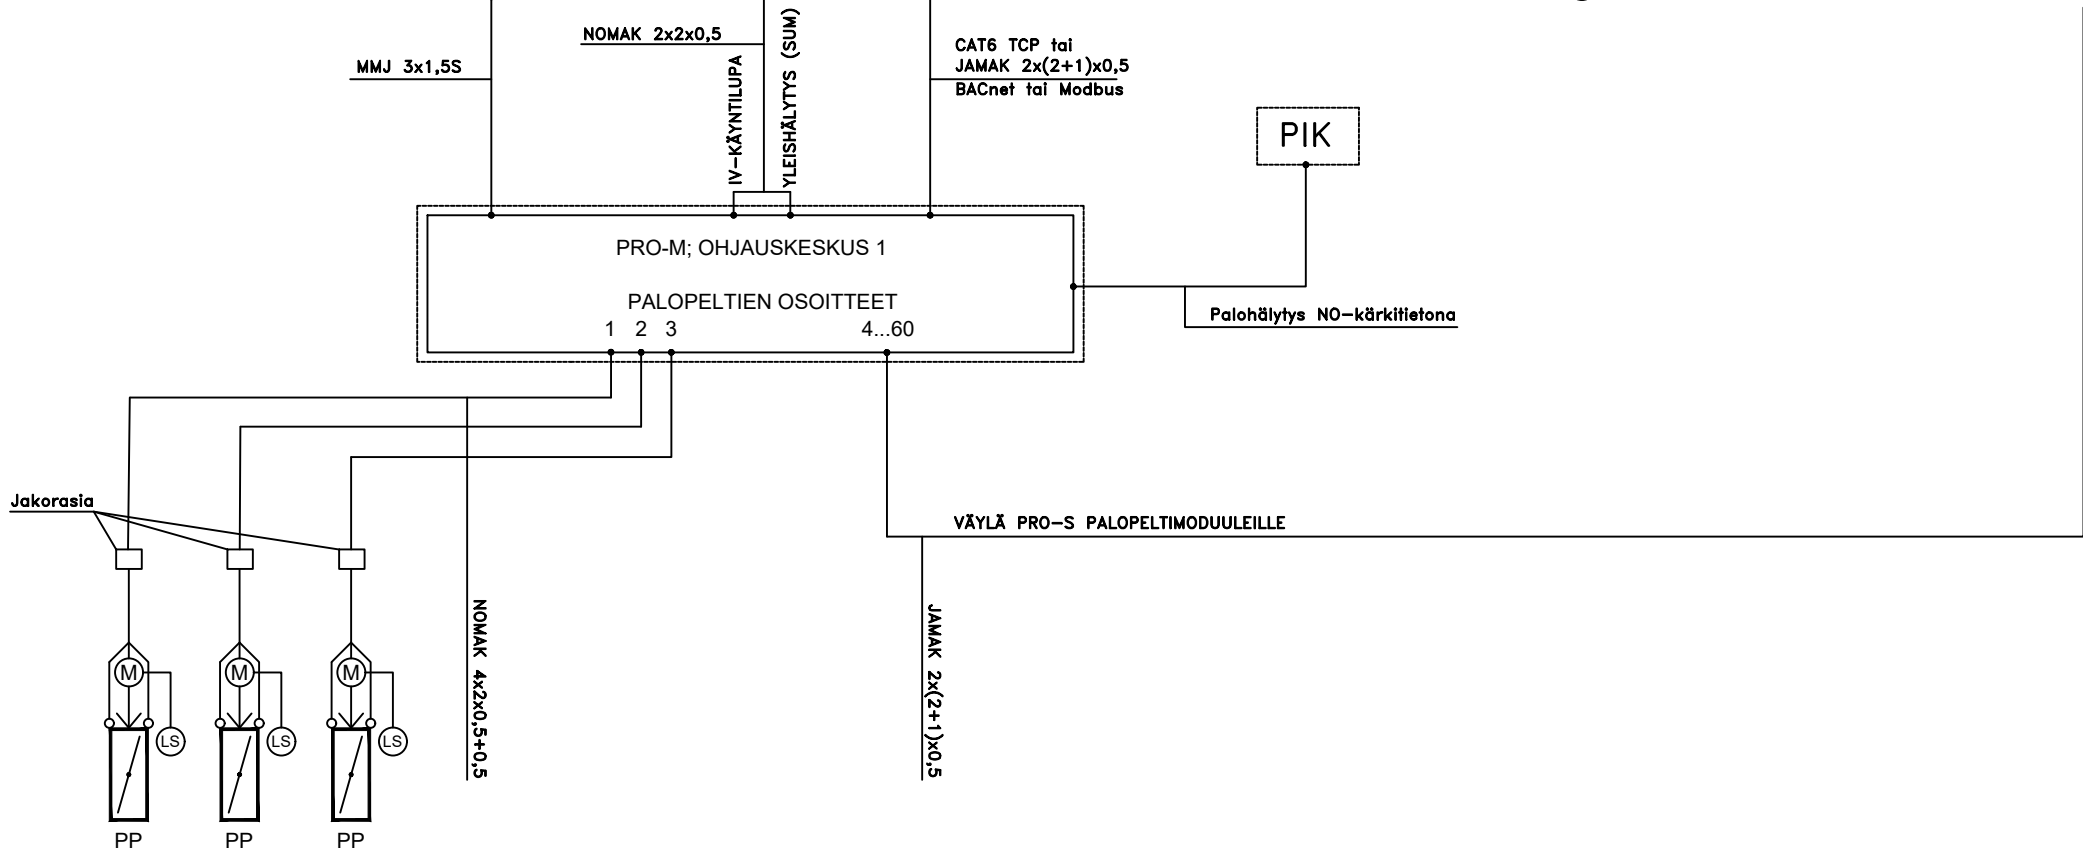 NOMAK 2x2x0,5
YLEISHÄLYTYS (SUM)
IV-KÄYNTILUPA
MMJ 3x1,5S
CAT6 TCP tai
JAMAK 2x(2+1)x0,5
BACnet tai Modbus
PIK
PRO-M; OHJAUSKESKUS 1
PALOPELTIEN OSOITTEET
1 2 3 4...60
Palohälytys NO-kärkitietona
Jakorasia
VÄYLÄ PRO-S PALOPELTIMODUULEILLE
NOMAK 4x2x0,5+0,5
JAMAK 2x(2+1)x0,5
M M M
LS LS LS
PP PP PP